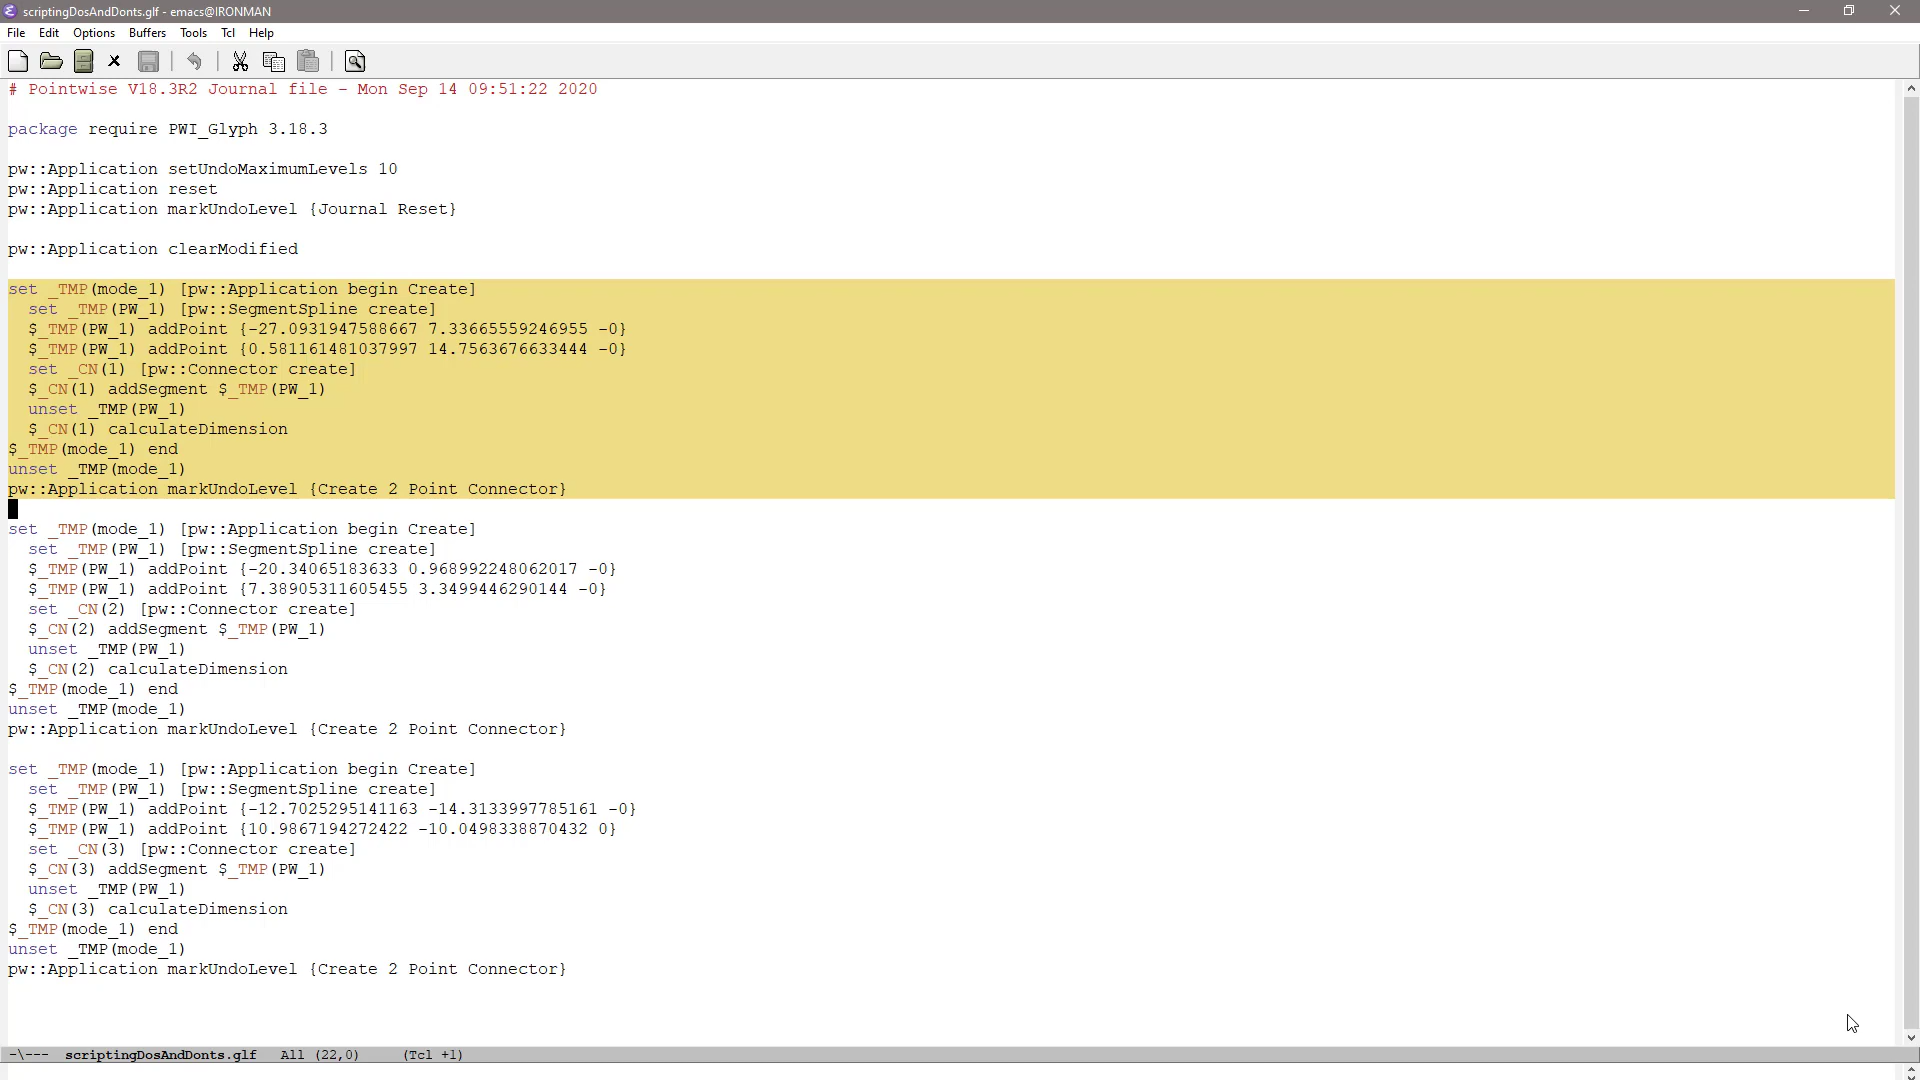 scriptingDosAndDonts.glf - emacs@IRONMAN
File Edit Options Buffers Tools Tcl Help
# Pointwise V18.3R2 Journal file - Mon Sep 14 09:51:22 2020
package require PWI_Glyph 3.18.3
pw::Application setUndoMaximumLevels 10
pw::Application reset
pw::Application markUndoLevel {Journal Reset}
pw::Application clearModified
set _TMP(mode_1) [pw::Application begin Create]
  set _TMP(PW_1) [pw::SegmentSpline create]
  $_TMP(PW_1) addPoint {-27.0931947588667 7.33665559246955 -0}
  $_TMP(PW_1) addPoint {0.581161481037997 14.7563676633444 -0}
  set _CN(1) [pw::Connector create]
  $_CN(1) addSegment $_TMP(PW_1)
  unset _TMP(PW_1)
  $_CN(1) calculateDimension
$_TMP(mode_1) end
unset _TMP(mode_1)
pw::Application markUndoLevel {Create 2 Point Connector}
set _TMP(mode_1) [pw::Application begin Create]
  set _TMP(PW_1) [pw::SegmentSpline create]
  $_TMP(PW_1) addPoint {-20.34065183633 0.968992248062017 -0}
  $_TMP(PW_1) addPoint {7.38905311605455 3.3499446290144 -0}
  set _CN(2) [pw::Connector create]
  $_CN(2) addSegment $_TMP(PW_1)
  unset _TMP(PW_1)
  $_CN(2) calculateDimension
$_TMP(mode_1) end
unset _TMP(mode_1)
pw::Application markUndoLevel {Create 2 Point Connector}
set _TMP(mode_1) [pw::Application begin Create]
  set _TMP(PW_1) [pw::SegmentSpline create]
  $_TMP(PW_1) addPoint {-12.7025295141163 -14.3133997785161 -0}
  $_TMP(PW_1) addPoint {10.9867194272422 -10.0498338870432 0}
  set _CN(3) [pw::Connector create]
  $_CN(3) addSegment $_TMP(PW_1)
  unset _TMP(PW_1)
  $_CN(3) calculateDimension
$_TMP(mode_1) end
unset _TMP(mode_1)
pw::Application markUndoLevel {Create 2 Point Connector}
-\--- scriptingDosAndDonts.glf All (22,0) (Tcl +1)